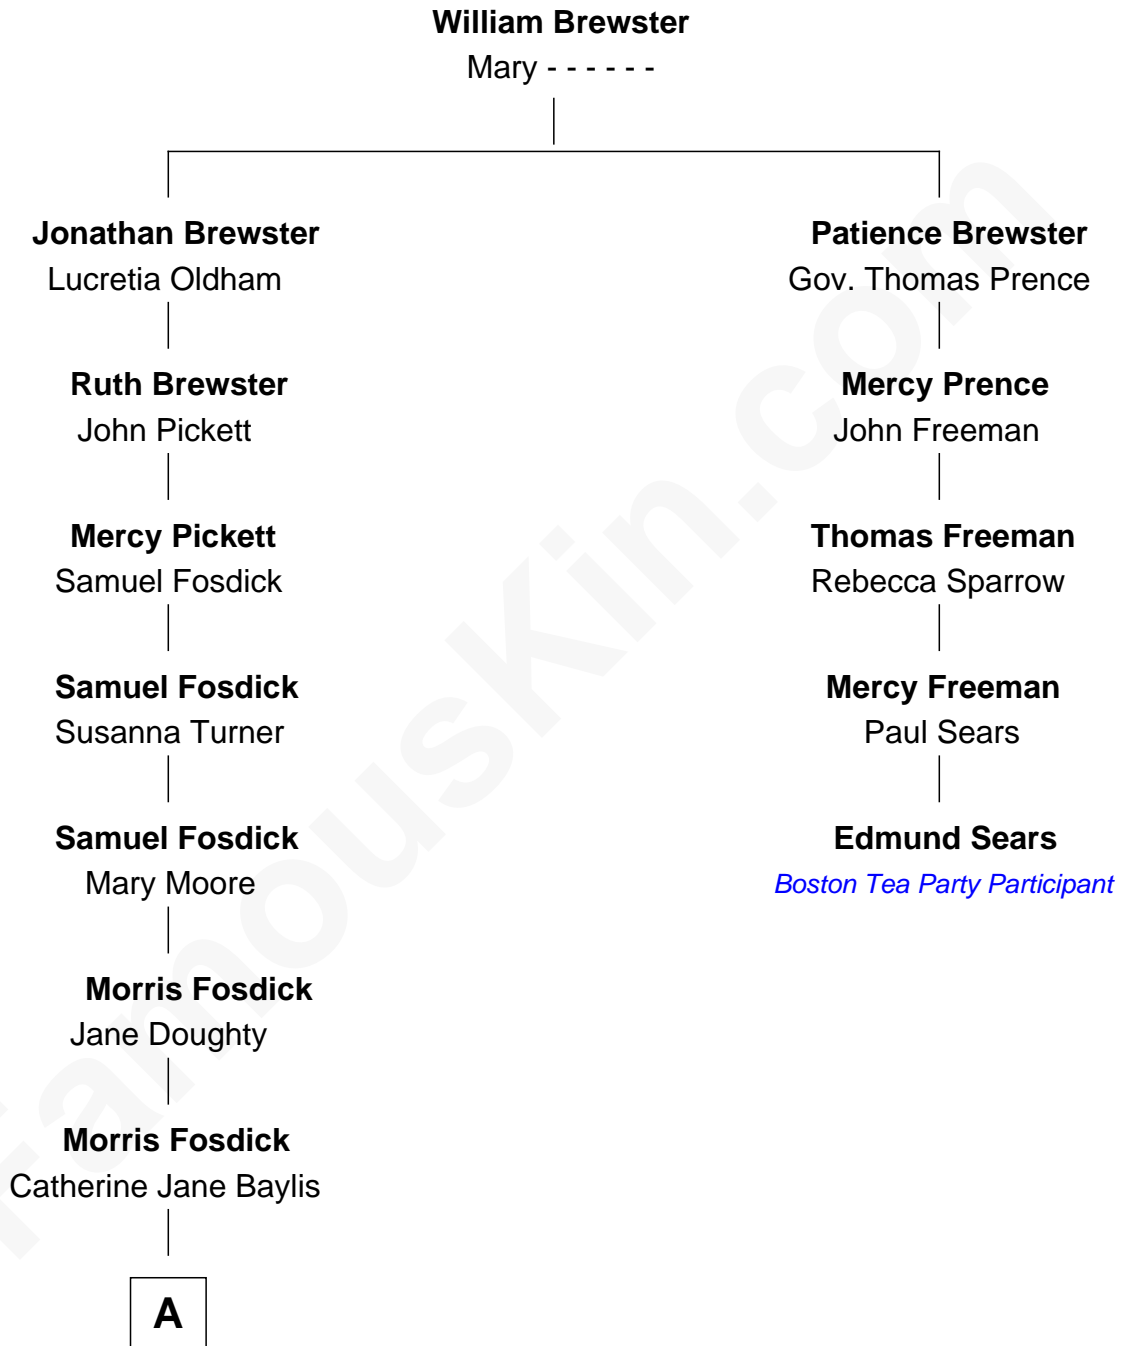 William Brewster
Mary - - - - - -
Jonathan Brewster
Lucretia Oldham
Patience Brewster
Gov. Thomas Prence
Ruth Brewster
John Pickett
Mercy Prence
John Freeman
Mercy Pickett
Samuel Fosdick
Thomas Freeman
Rebecca Sparrow
Samuel Fosdick
Susanna Turner
Mercy Freeman
Paul Sears
Samuel Fosdick
Mary Moore
Edmund Sears
Boston Tea Party Participant
Morris Fosdick
Jane Doughty
Morris Fosdick
Catherine Jane Baylis
A
FamousKin.com